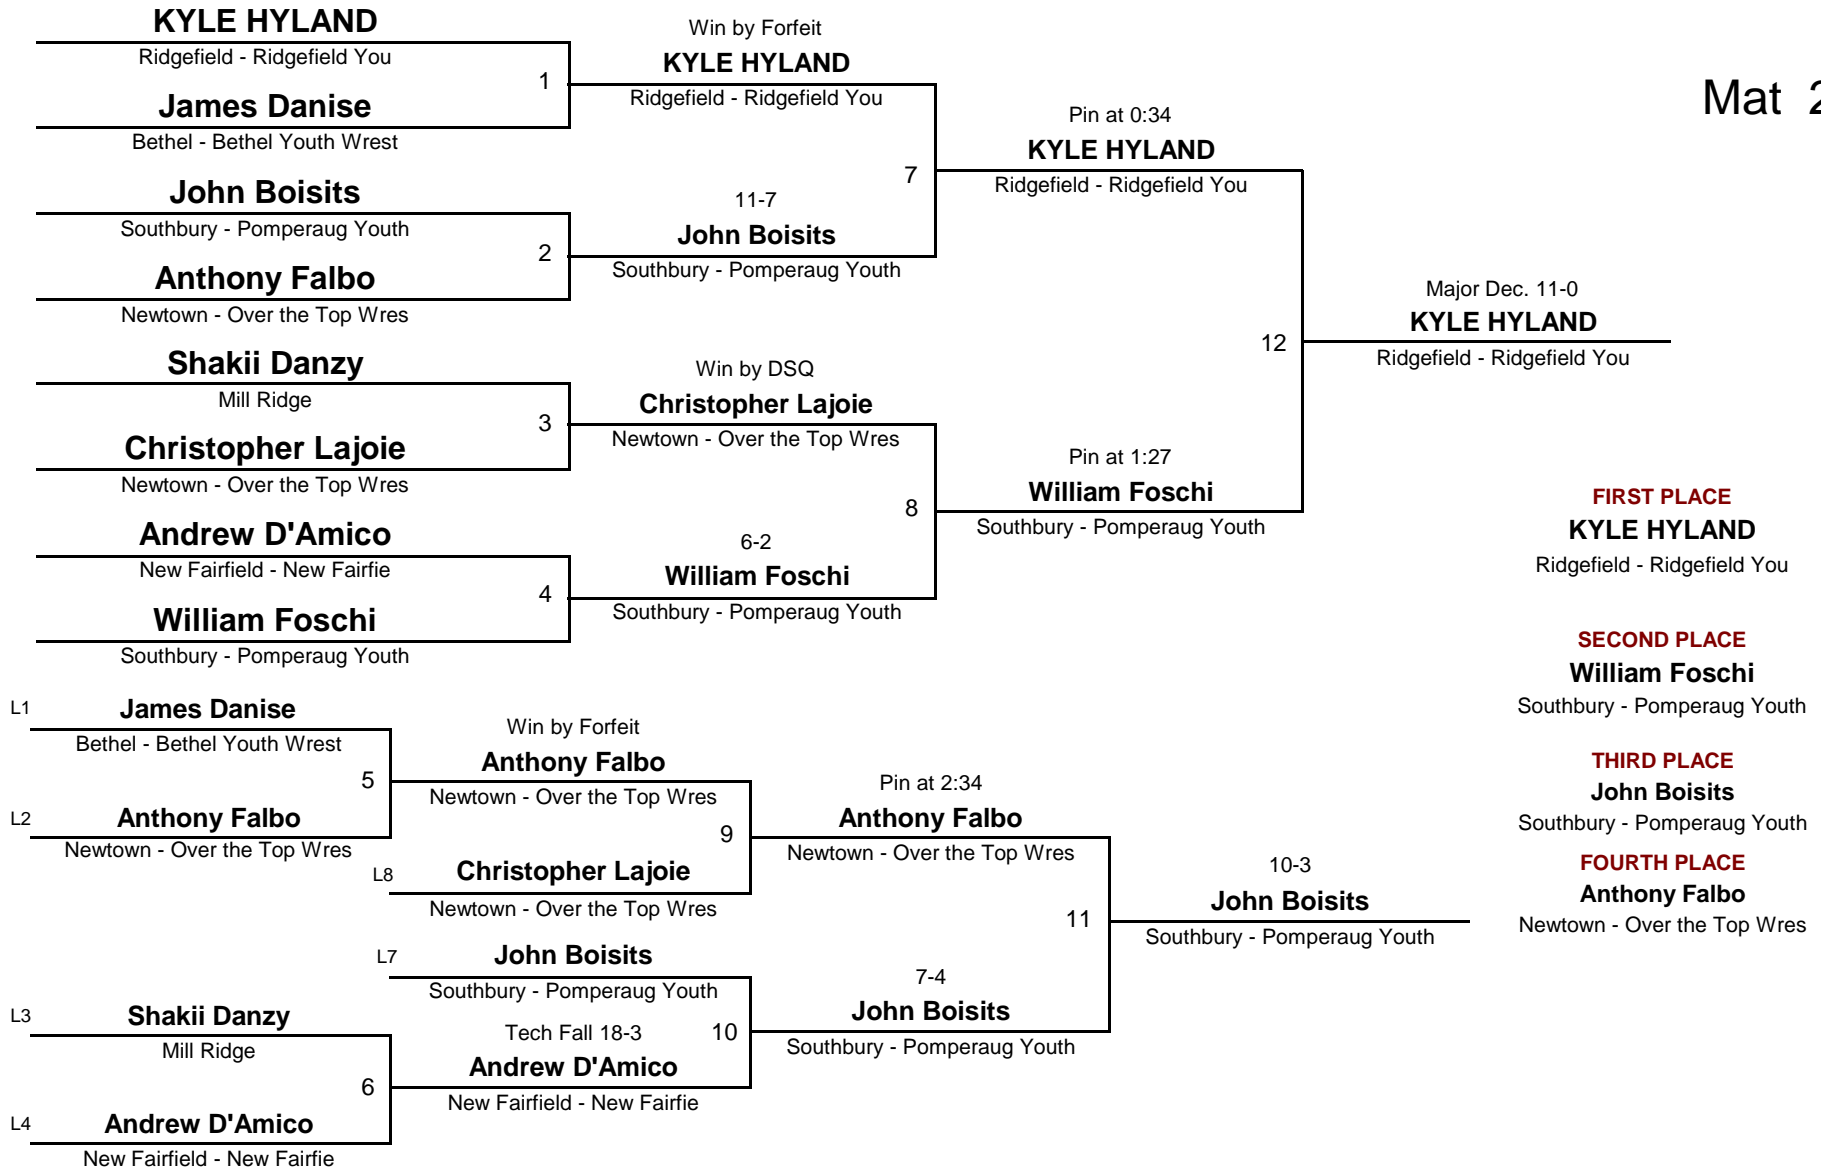 KYLE HYLAND
Ridgefield - Ridgefield You
1
James Danise
Bethel - Bethel Youth Wrest
John Boisits
Southbury - Pomperaug Youth
2
Anthony Falbo
Newtown - Over the Top Wres
Shakii Danzy
Mill Ridge
3
Christopher Lajoie
Newtown - Over the Top Wres
Andrew D'Amico
New Fairfield - New Fairfie
4
William Foschi
Southbury - Pomperaug Youth
Win by Forfeit
KYLE HYLAND
Ridgefield - Ridgefield You
7
11-7
John Boisits
Southbury - Pomperaug Youth
Win by DSQ
Christopher Lajoie
Newtown - Over the Top Wres
8
6-2
William Foschi
Southbury - Pomperaug Youth
Pin at 0:34
KYLE HYLAND
Ridgefield - Ridgefield You
12
Pin at 1:27
William Foschi
Southbury - Pomperaug Youth
Major Dec. 11-0
KYLE HYLAND
Ridgefield - Ridgefield You
Mat 2
FIRST PLACE
KYLE HYLAND
Ridgefield - Ridgefield You
SECOND PLACE
William Foschi
Southbury - Pomperaug Youth
THIRD PLACE
John Boisits
Southbury - Pomperaug Youth
FOURTH PLACE
Anthony Falbo
Newtown - Over the Top Wres
L1 James Danise
Bethel - Bethel Youth Wrest
5
L2 Anthony Falbo
Newtown - Over the Top Wres
L3 Shakii Danzy
Mill Ridge
6
L4 Andrew D'Amico
New Fairfield - New Fairfie
Win by Forfeit
Anthony Falbo
Newtown - Over the Top Wres
9
L8 Christopher Lajoie
Newtown - Over the Top Wres
L7 John Boisits
Southbury - Pomperaug Youth
10
Tech Fall 18-3
Andrew D'Amico
New Fairfield - New Fairfie
Pin at 2:34
Anthony Falbo
Newtown - Over the Top Wres
11
7-4
John Boisits
Southbury - Pomperaug Youth
10-3
John Boisits
Southbury - Pomperaug Youth